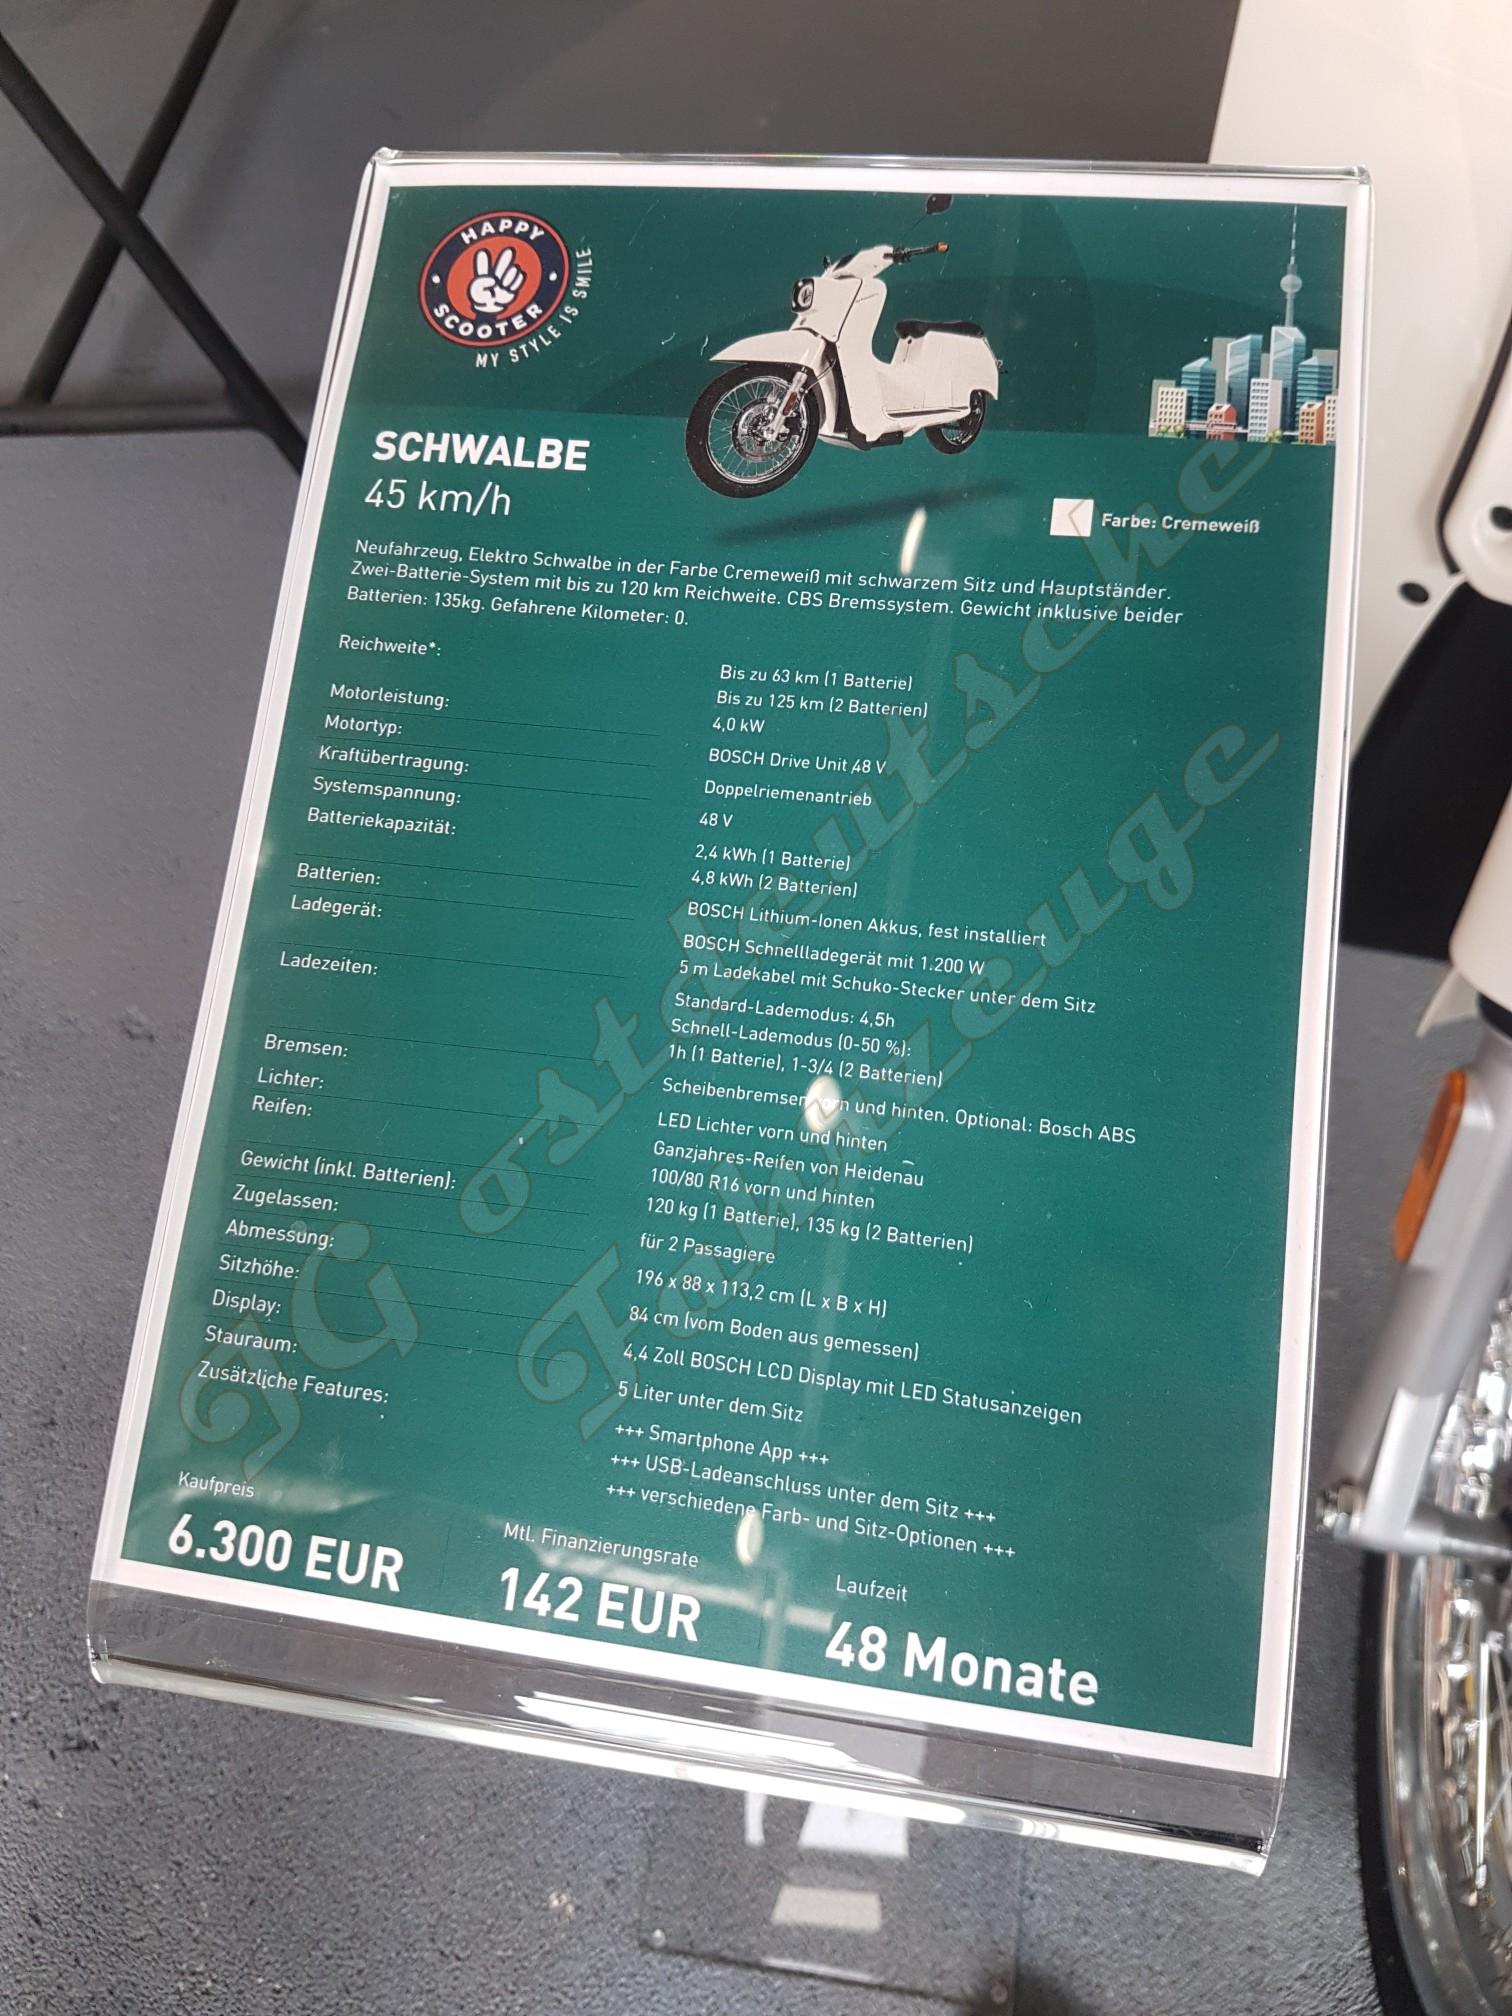 HAPPY
SCOOTER
MY STYLE IS SMILE
SCHWALBE
45 km/h
Farbe: Cremeweiß
Neufahrzeug, Elektro Schwalbe in der Farbe Cremeweiß mit schwarzem Sitz und Hauptständer.
Zwei-Batterie-System mit bis zu 120 km Reichweite. CBS Bremssystem. Gewicht inklusive beider
Batterien: 135kg. Gefahrene Kilometer: 0.
Reichweite*:
Bis zu 63 km (1 Batterie)
Bis zu 125 km (2 Batterien)
Motorleistung:
4,0 kW
Motortyp:
BOSCH Drive Unit 48 V
Kraftübertragung:
Doppelriemenantrieb
Systemspannung:
48 V
Batteriekapazität:
2,4 kWh (1 Batterie)
4,8 kWh (2 Batterien)
Batterien:
BOSCH Lithium-Ionen Akkus, fest installiert
Ladegerät:
BOSCH Schnellladegerät mit 1.200 W
5 m Ladekabel mit Schuko-Stecker unter dem Sitz
Ladezeiten:
Standard-Lademodus: 4,5h
Schnell-Lademodus (0-50 %):
1h (1 Batterie), 1-3/4 (2 Batterien)
Bremsen:
Scheibenbremsen vorn und hinten. Optional: Bosch ABS
Lichter:
LED Lichter vorn und hinten
Reifen:
Ganzjahres-Reifen von Heidenau
100/80 R16 vorn und hinten
Gewicht (inkl. Batterien):
120 kg (1 Batterie), 135 kg (2 Batterien)
Zugelassen:
für 2 Passagiere
Abmessung:
196 x 88 x 113,2 cm (L x B x H)
Sitzhöhe:
84 cm (vom Boden aus gemessen)
Display:
4,4 Zoll BOSCH LCD Display mit LED Statusanzeigen
Stauraum:
5 Liter unter dem Sitz
Zusätzliche Features:
+++ Smartphone App +++
+++ USB-Ladeanschluss unter dem Sitz +++
+++ verschiedene Farb- und Sitz-Optionen +++
Kaufpreis
6.300 EUR
Mtl. Finanzierungsrate
142 EUR
Laufzeit
48 Monate
IG ostdeutsche
Fahrzeuge